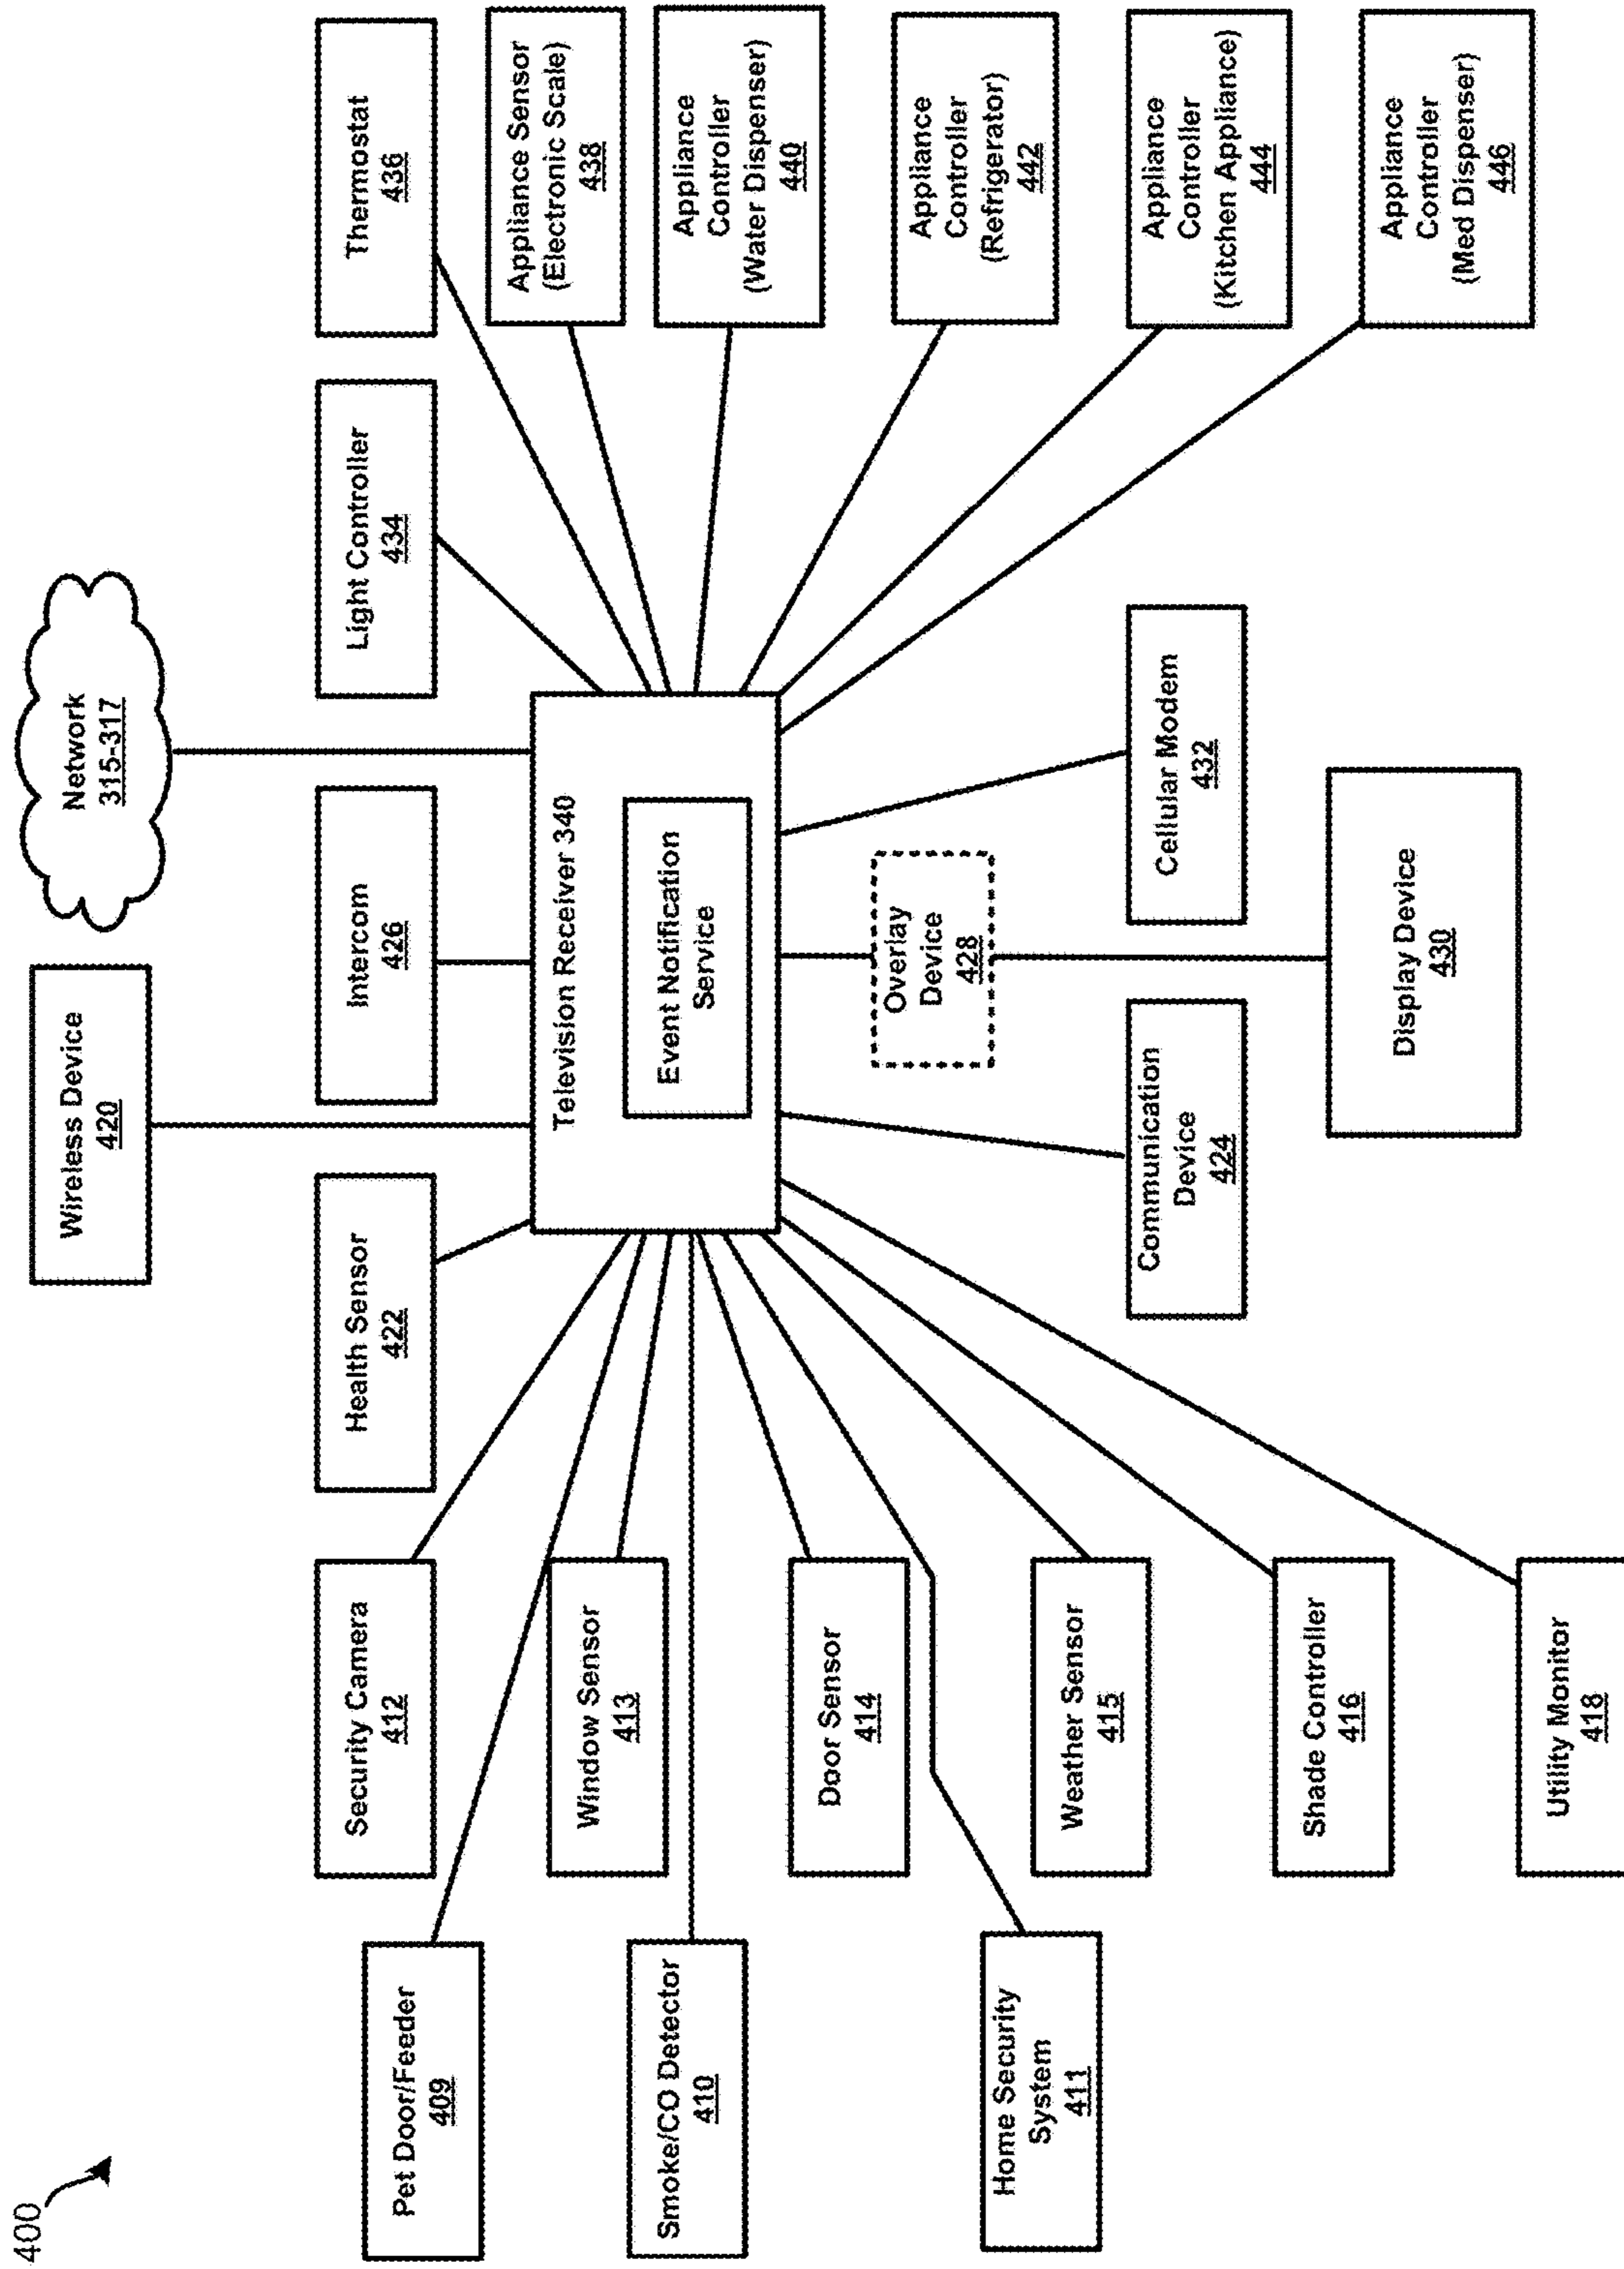 400
Network
315-317
Wireless Device
420
Security Camera
412
Health Sensor
422
Intercom
426
Light Controller
434
Thermostat
436
Pet Door/Feeder
409
Window Sensor
413
Television Receiver 340
Event Notification
Service
Appliance Sensor
(Electronic Scale)
438
Smoke/CO Detector
410
Appliance
Controller
(Water Dispenser)
440
Door Sensor
414
Overlay
Device
428
Appliance
Controller
(Refrigerator)
442
Home Security
System
411
Weather Sensor
415
Communication
Device
424
Cellular Modem
432
Appliance
Controller
(Kitchen Appliance)
444
Shade Controller
416
Display Device
430
Appliance
Controller
(Med Dispenser)
446
Utility Monitor
418